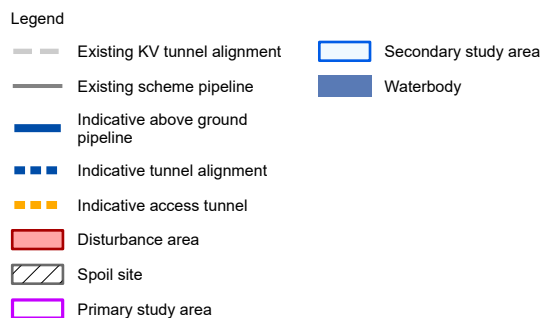 Legend
Existing KV tunnel alignment
Existing scheme pipeline
Indicative above ground
pipeline
Indicative tunnel alignment
Indicative access tunnel
Disturbance area
Spoil site
Primary study area
Secondary study area
Waterbody